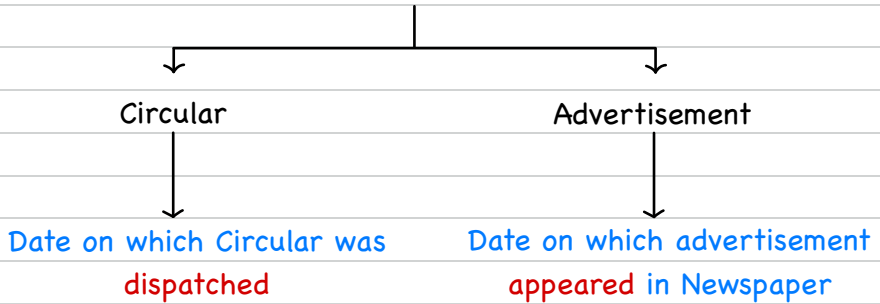 Circular Advertisement
Date on which Circular was Date on which advertisement
dispatched appeared in Newspaper